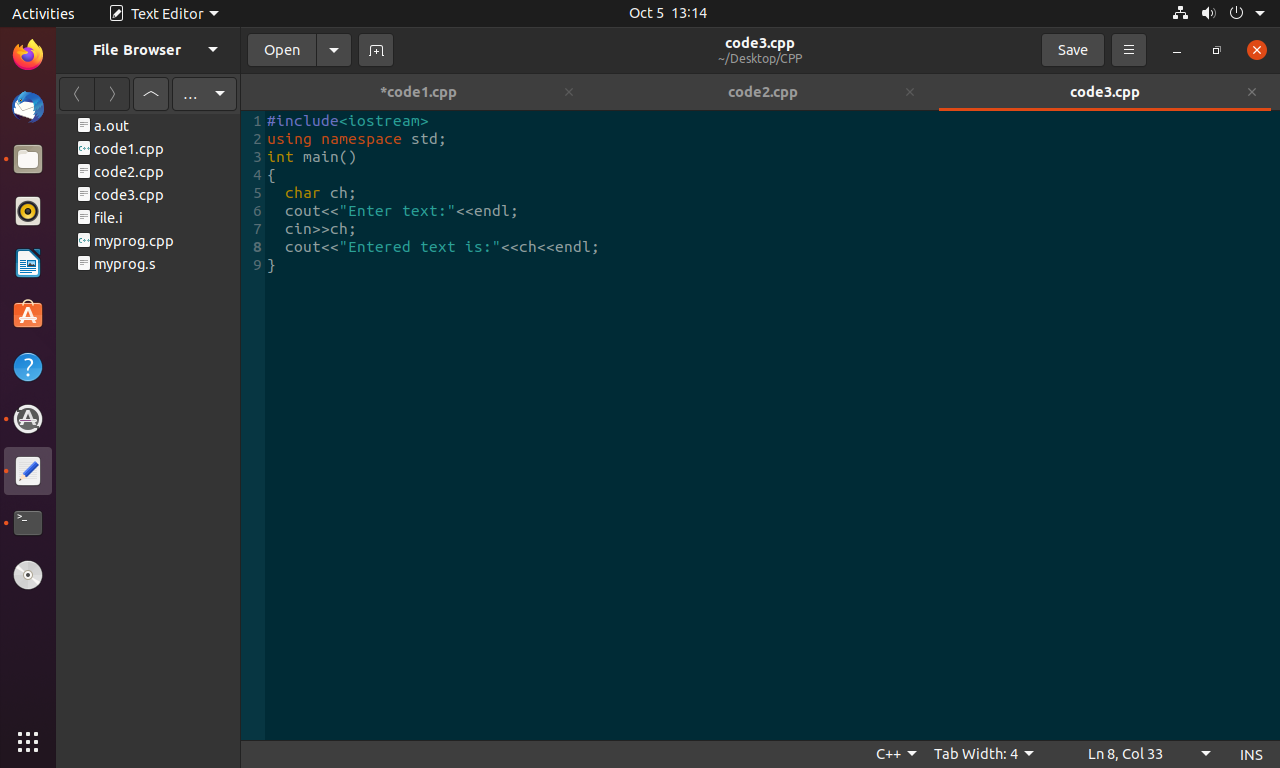 Activities
Text Editor
Oct 5 13:14
File Browser
Open
code3.cpp
~/Desktop/CPP
Save
...
*code1.cpp
code2.cpp
code3.cpp
a.out
code1.cpp
code2.cpp
code3.cpp
file.i
myprog.cpp
myprog.s
1 #include<iostream>
2 using namespace std;
3 int main()
4 {
5   char ch;
6   cout<<"Enter text:"<<endl;
7   cin>>ch;
8   cout<<"Entered text is:"<<ch<<endl;
9 }
C++
Tab Width: 4
Ln 8, Col 33
INS